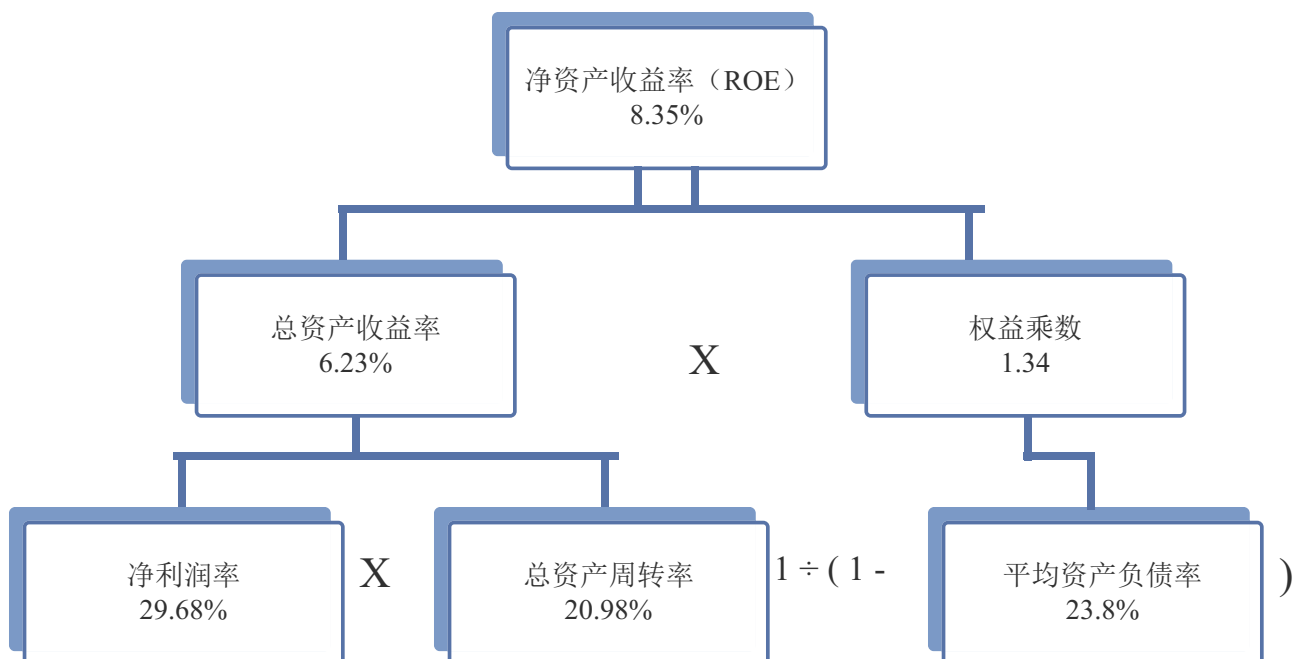 净资产收益率（ROE）
8.35%
总资产收益率
6.23%
X
权益乘数
1.34
净利润率
29.68%
X
总资产周转率
20.98%
1 ÷ ( 1 -
平均资产负债率
23.8%
)